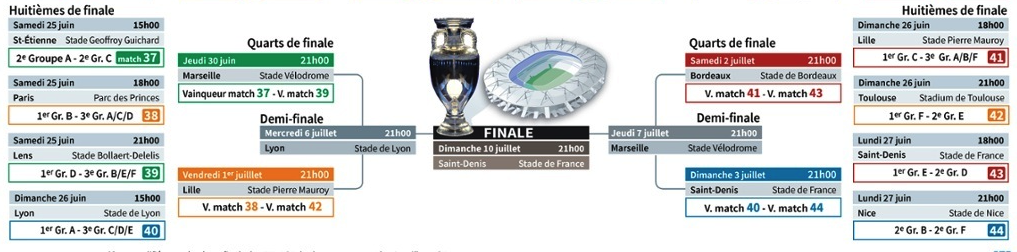 Huitièmes de finale
Samedi 25 juin 15h00
St-Étienne Stade Geoffroy Guichard
2e Groupe A - 2e Gr. C match 37
Samedi 25 juin 18h00
Paris Parc des Princes
1er Gr. B - 3e Gr. A/C/D 38
Samedi 25 juin 21h00
Lens Stade Bollaert-Delelis
1er Gr. D - 3e Gr. B/E/F 39
Dimanche 26 juin 15h00
Lyon Stade de Lyon
1er Gr. A - 3e Gr. C/D/E 40
Quarts de finale
Jeudi 30 juin 21h00
Marseille Stade Vélodrome
Vainqueur match 37 - V. match 39
Demi-finale
Mercredi 6 juillet 21h00
Lyon Stade de Lyon
Vendredi 1er juilllet 21h00
Lille Stade Pierre Mauroy
V. match 38 - V. match 42
FINALE
Dimanche 10 juillet 21h00
Saint-Denis Stade de France
Quarts de finale
Samedi 2 juillet 21h00
Bordeaux Stade de Bordeaux
V. match 41 - V. match 43
Demi-finale
Jeudi 7 juillet 21h00
Marseille Stade Vélodrome
Dimanche 3 juillet 21h00
Saint-Denis Stade de France
V. match 40 - V. match 44
Huitièmes de finale
Dimanche 26 juin 18h00
Lille Stade Pierre Mauroy
1er Gr. C - 3e Gr. A/B/F 41
Dimanche 26 juin 21h00
Toulouse Stadium de Toulouse
1er Gr. F - 2e Gr. E 42
Lundi 27 juin 18h00
Saint-Denis Stade de France
1er Gr. E - 2e Gr. D 43
Lundi 27 juin 21h00
Nice Stade de Nice
2e Gr. B - 2e Gr. F 44